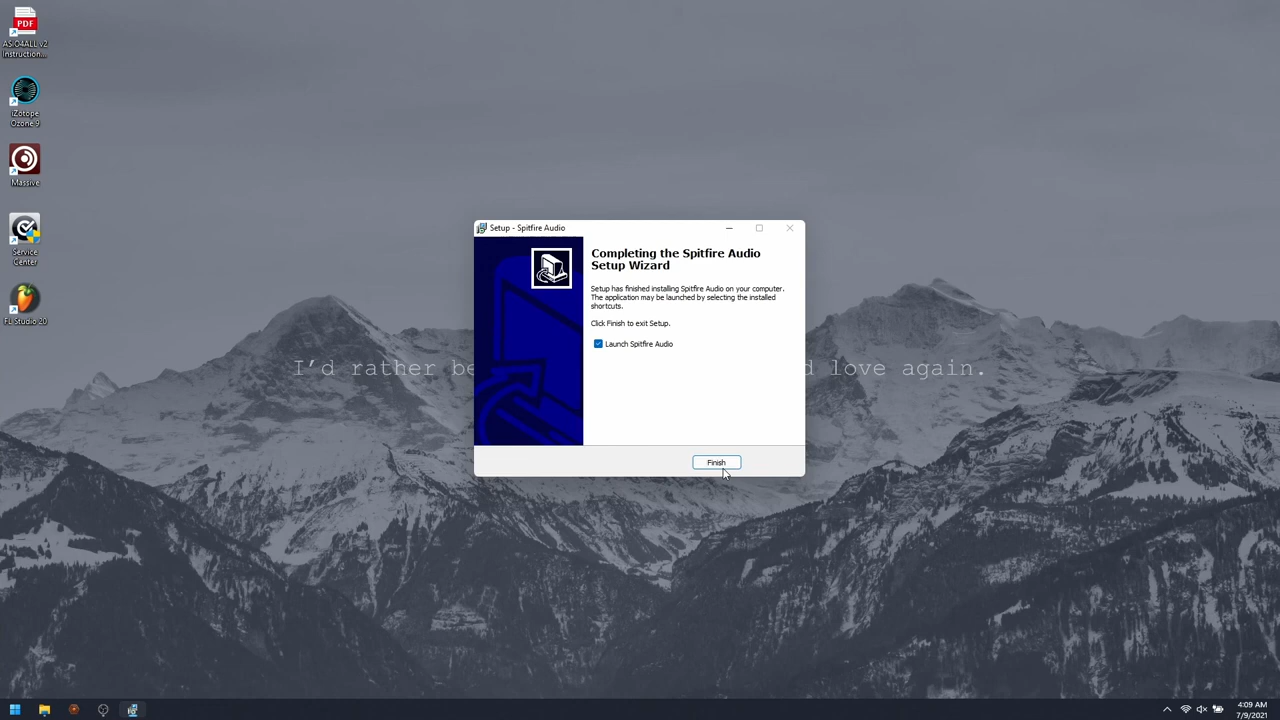 PDF
ASIO4ALL v2
Instruction...
iZotope
Ozone 9
Massive
Service
Center
FL Studio 20
Setup - Spitfire Audio
Completing the Spitfire Audio
Setup Wizard
Setup has finished installing Spitfire Audio on your computer.
The application may be launched by selecting the installed
shortcuts.
Click Finish to exit Setup.
Launch Spitfire Audio
I'd rather be
d love again.
Finish
4:09 AM
7/9/2021